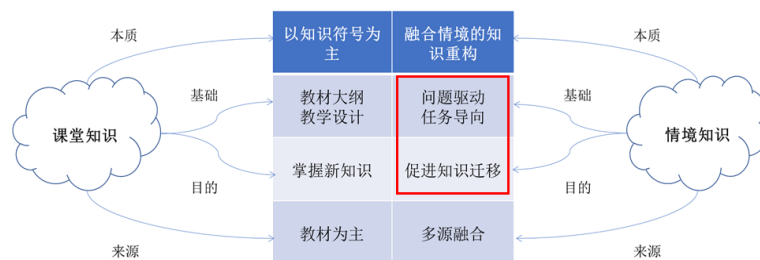 本质
以知识符号为
主
融合情境的知
识重构
本质
基础
教材大纲
教学设计
问题驱动
任务导向
基础
课堂知识
情境知识
目的
掌握新知识
促进知识迁移
目的
来源
教材为主
多源融合
来源